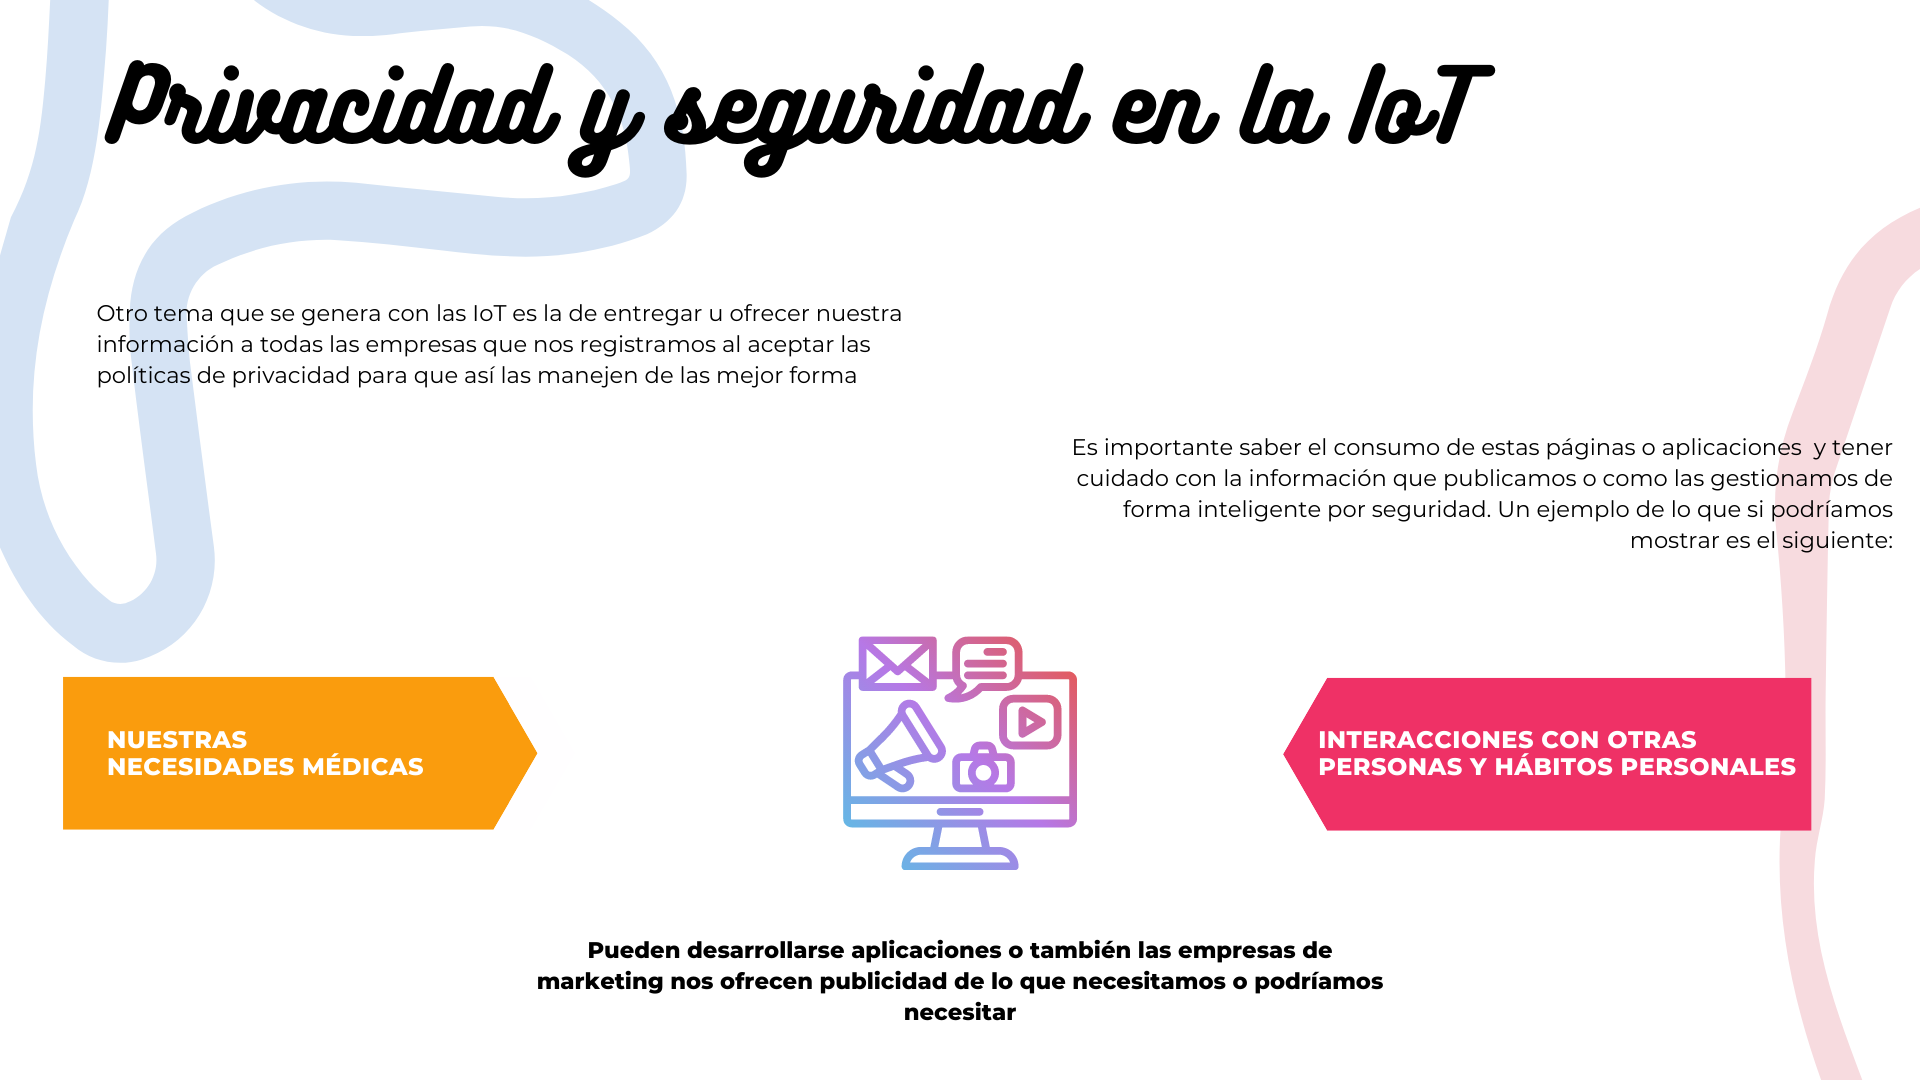 Privacidad y seguridad en la IoT
Otro tema que se genera con las IoT es la de entregar u ofrecer nuestra
información a todas las empresas que nos registramos al aceptar las
políticas de privacidad para que así las manejen de las mejor forma
Es importante saber el consumo de estas páginas o aplicaciones  y tener
cuidado con la información que publicamos o como las gestionamos de
forma inteligente por seguridad. Un ejemplo de lo que si podríamos
mostrar es el siguiente:
NUESTRAS
NECESIDADES MÉDICAS
INTERACCIONES CON OTRAS
PERSONAS Y HÁBITOS PERSONALES
Pueden desarrollarse aplicaciones o también las empresas de
marketing nos ofrecen publicidad de lo que necesitamos o podríamos
necesitar